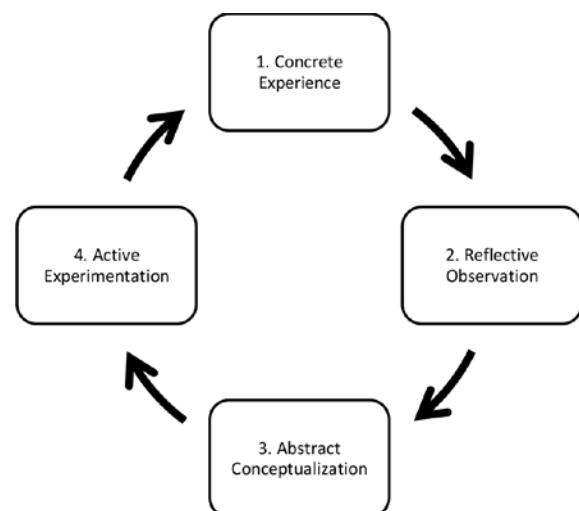 1. Concrete
Experience
2. Reflective
Observation
3. Abstract
Conceptualization
4. Active
Experimentation